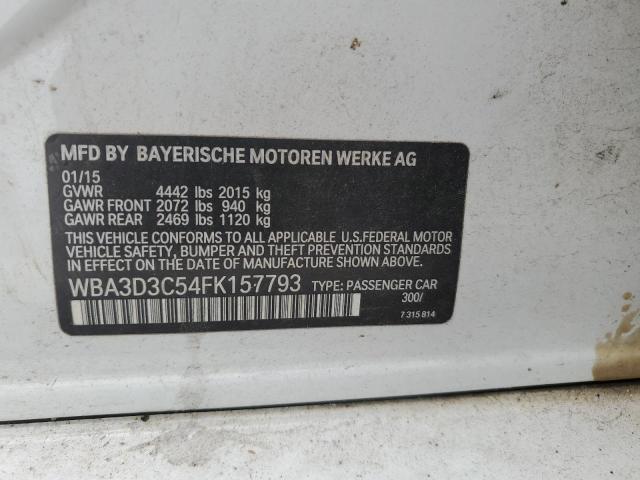 MFD BY BAYERISCHE MOTOREN WERKE AG
01/15
GVWR 4442 lbs 2015 kg
GAWR FRONT 2072 lbs 940 kg
GAWR REAR 2469 lbs 1120 kg
THIS VEHICLE CONFORMS TO ALL APPLICABLE U.S.FEDERAL MOTOR
VEHICLE SAFETY, BUMPER AND THEFT PREVENTION STANDARDS
IN EFFECT ON THE DATE OF MANUFACTURE SHOWN ABOVE.
WBA3D3C54FK157793 TYPE: PASSENGER CAR
300/
7 315 814